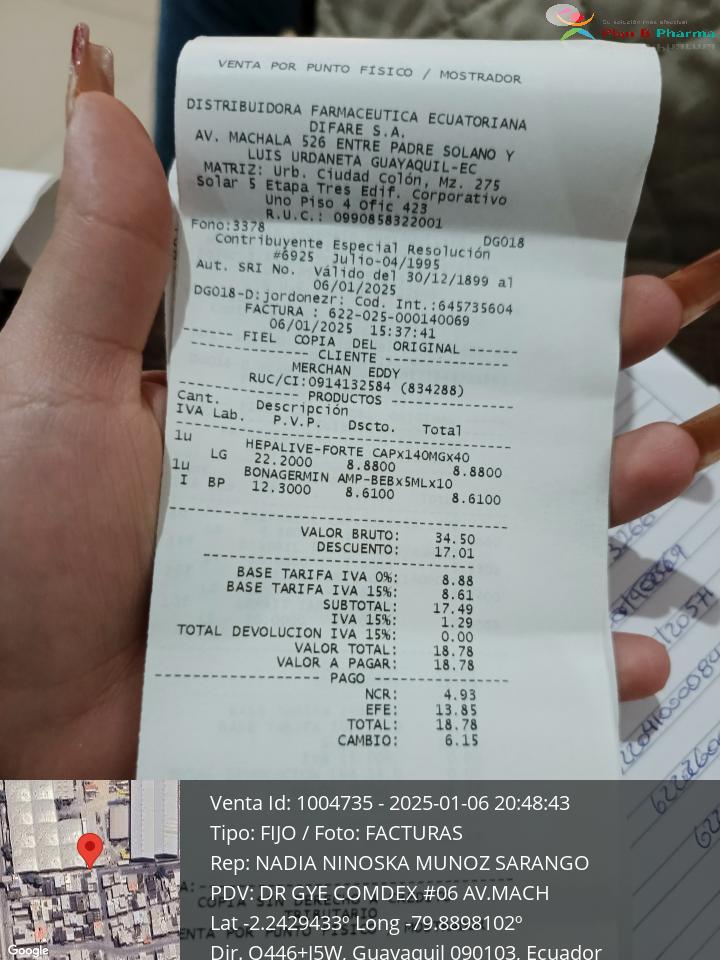 Su solución más efectiva!
Plan B Pharma
VENTA POR PUNTO FÍSICO / MOSTRADOR
DISTRIBUIDORA FARMACEUTICA ECUATORIANA
DIFARE S.A.
AV. MACHALA 526 ENTRE PADRE SOLANO Y
LUIS URDANETA GUAYAQUIL-EC
MATRIZ: Urb. Ciudad Colón, Mz. 275
Solar 5 Etapa Tres Edif. Corporativo
Uno Piso 4 Ofic 423
R.U.C.: 0990858322001
Fono:3378 DG018
Contribuyente Especial Resolución
#6925 Julio-04/1995
Aut. SRI No. Válido del 30/12/1899 al
06/01/2025
DG018-D:jordonezr: Cod. Int.:645735604
FACTURA : 622-025-000140069
06/01/2025 15:37:41
------ FIEL COPIA DEL ORIGINAL ------
CLIENTE
MERCHAN EDDY
RUC/CI:0914132584 (834288)
PRODUCTOS
Cant. Descripción
IVA Lab. P.V.P. Dscto. Total
1u HEPALIVE-FORTE CAPx140MGx40
LG 22.2000 8.8800 8.8800
1u BONAGERMIN AMP-BEBx5MLx10
I BP 12.3000 8.6100 8.6100
VALOR BRUTO: 34.50
DESCUENTO: 17.01
BASE TARIFA IVA 0%: 8.88
BASE TARIFA IVA 15%: 8.61
SUBTOTAL: 17.49
IVA 15%: 1.29
TOTAL DEVOLUCION IVA 15%: 0.00
VALOR TOTAL: 18.78
VALOR A PAGAR: 18.78
PAGO
NCR: 4.93
EFE: 13.85
TOTAL: 18.78
CAMBIO: 6.15
Venta Id: 1004735 - 2025-01-06 20:48:43
Tipo: FIJO / Foto: FACTURAS
Rep: NADIA NINOSKA MUNOZ SARANGO
PDV: DR GYE COMDEX #06 AV.MACH
Lat -2.2429433º Long -79.8898102º
Dir. Q446+J5W, Guayaquil 090103, Ecuador
Google